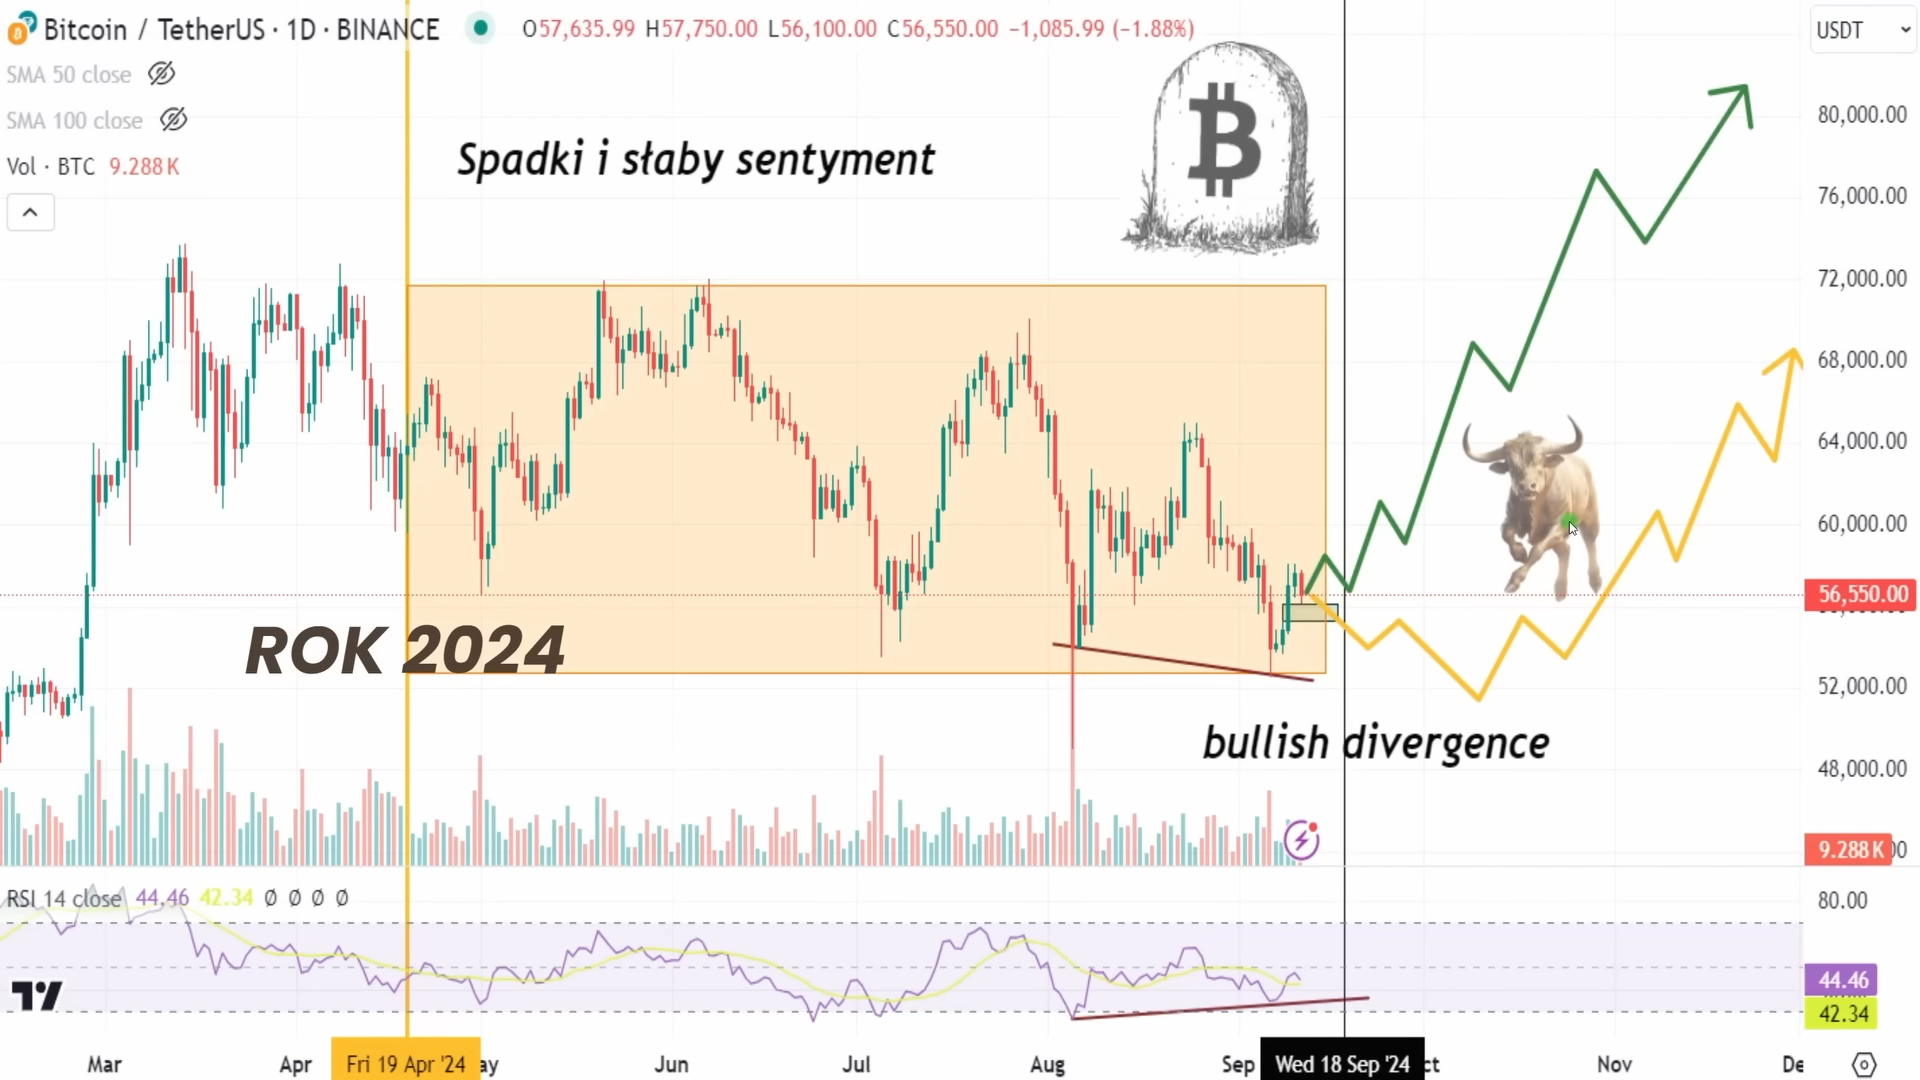 Bitcoin / TetherUS · 1D · BINANCE O57,635.99 H57,750.00 L56,100.00 C56,550.00 −1,085.99 (−1.88%)
USDT
SMA 50 close
SMA 100 close
Vol · BTC 9.288 K
Spadki i słaby sentyment
80,000.00
76,000.00
72,000.00
68,000.00
64,000.00
60,000.00
56,550.00
ROK 2024
52,000.00
bullish divergence
48,000.00
9.288 K
RSI 14 close 44.46 42.34 Ø Ø Ø Ø
80.00
44.46
42.34
Mar Apr Fri 19 Apr '24 ay Jun Jul Aug Sep Wed 18 Sep '24 ct Nov De